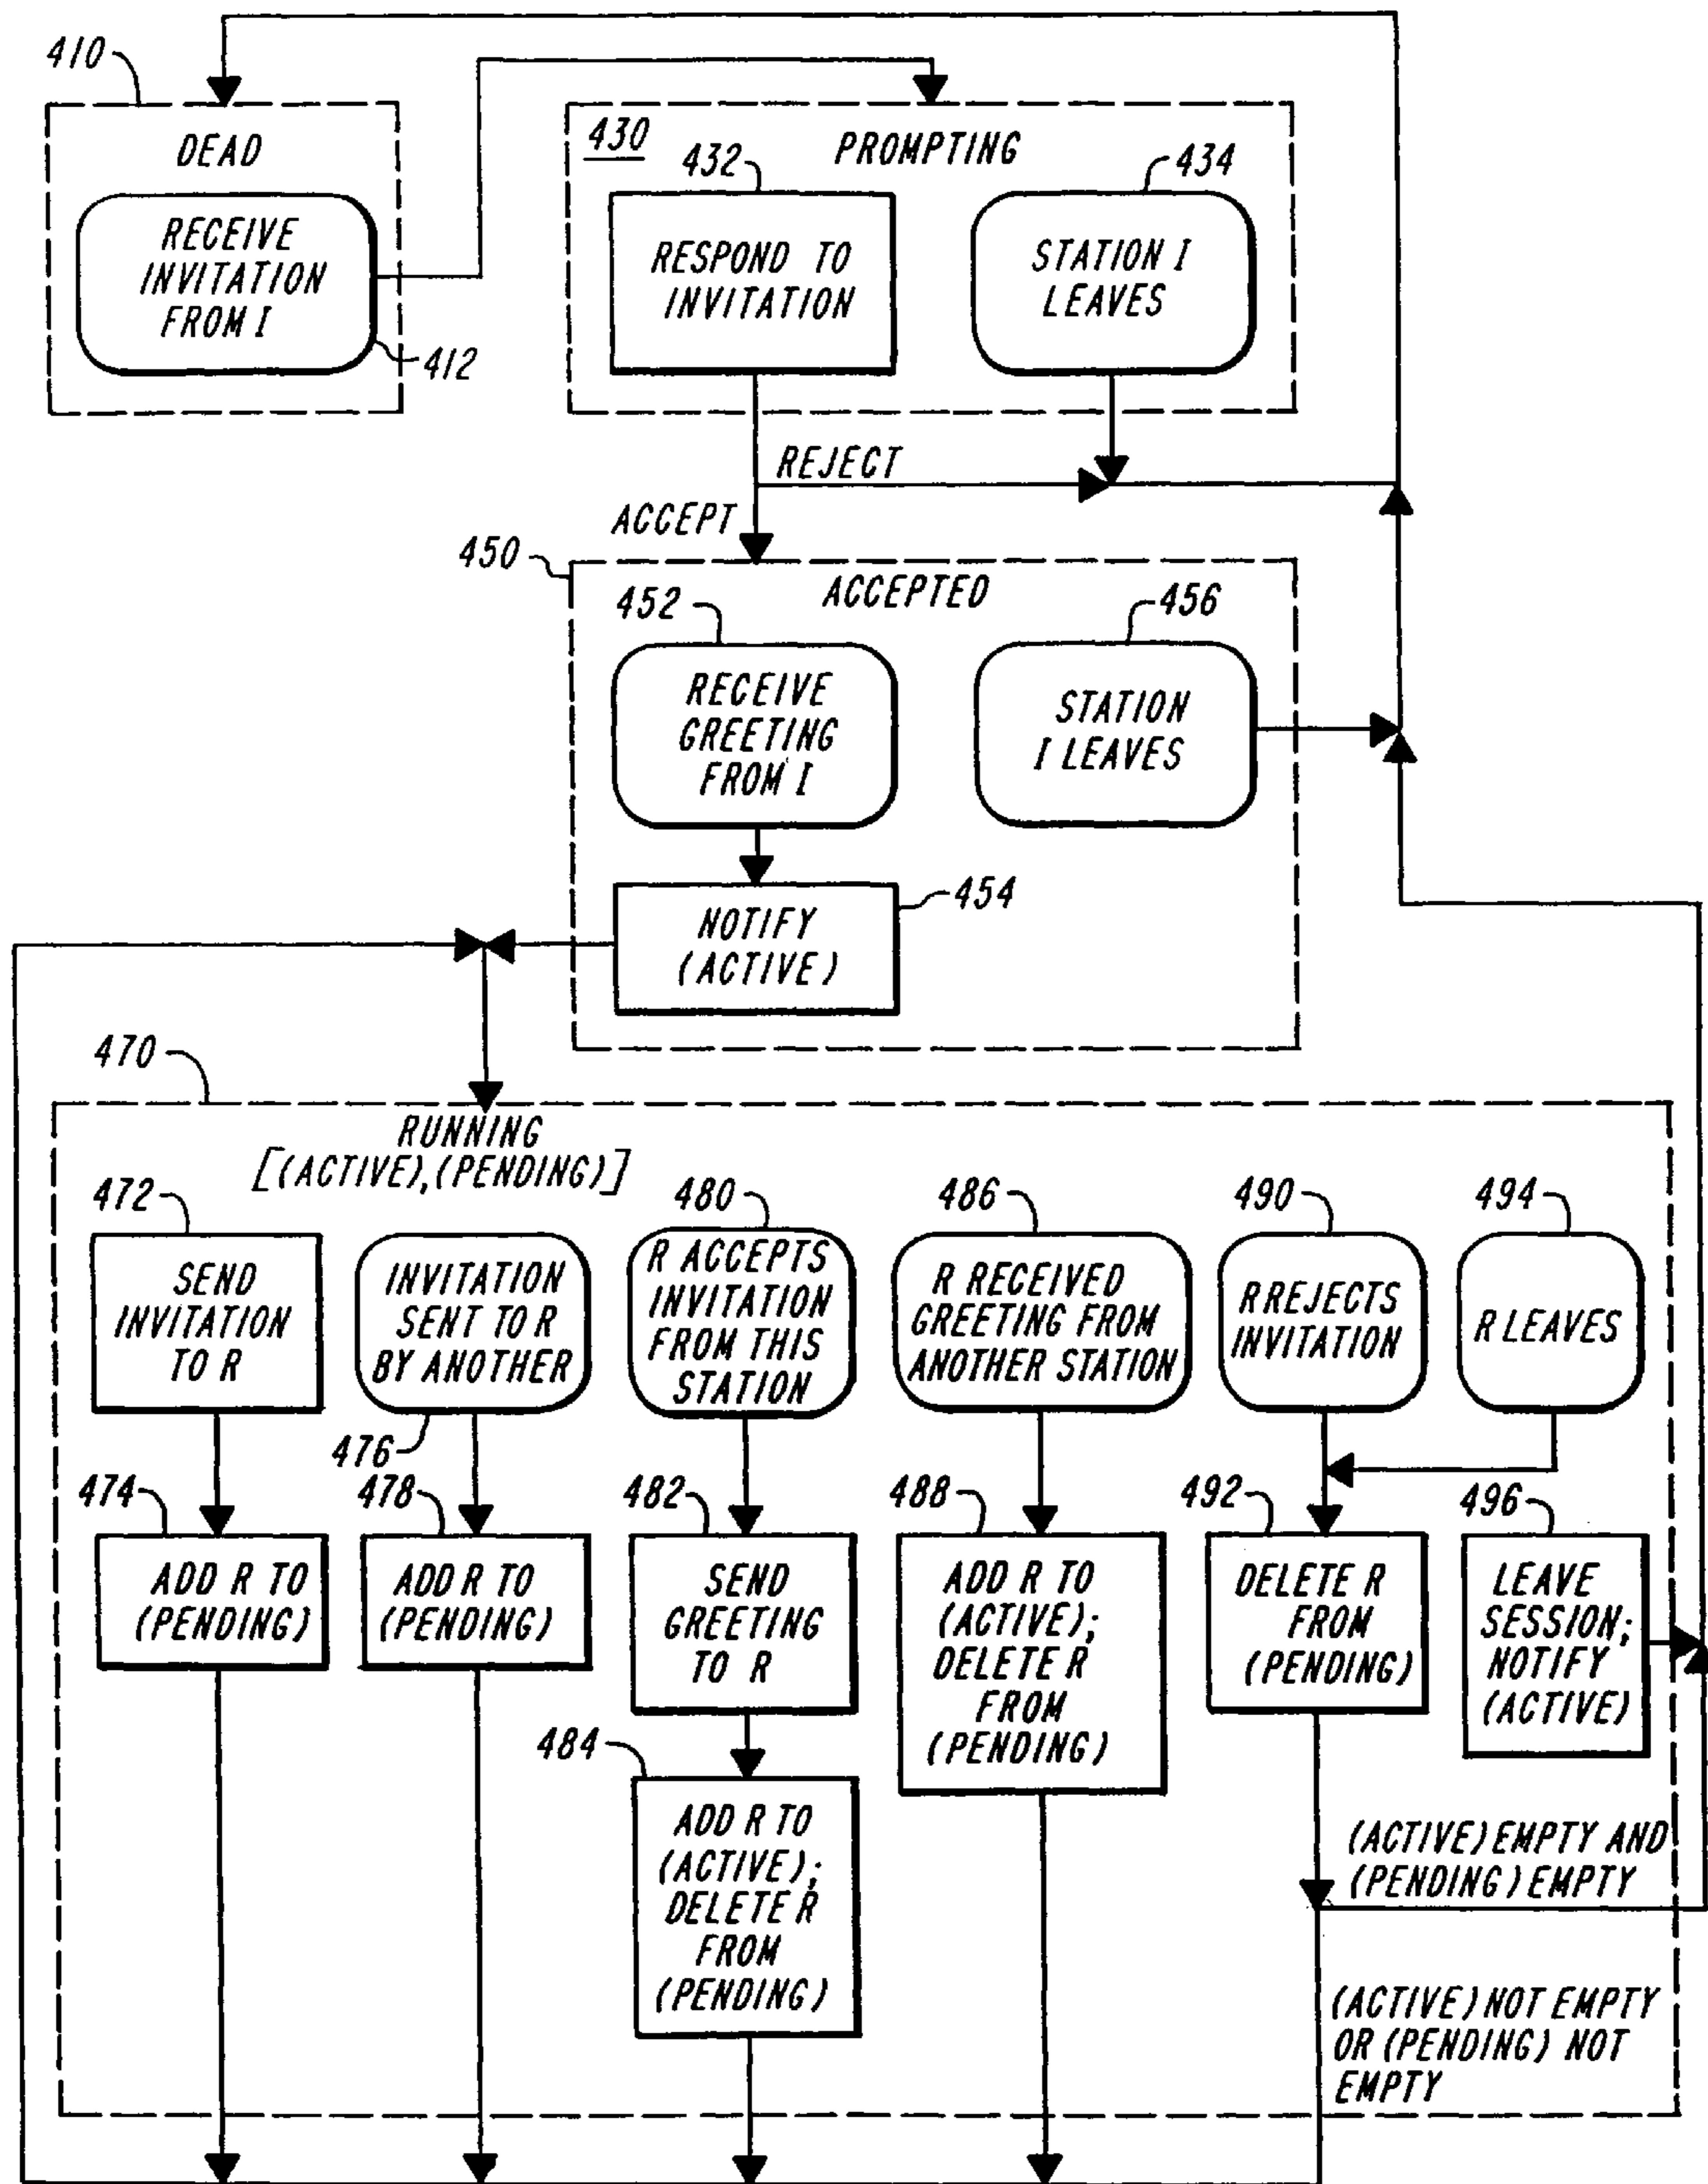 410
DEAD
RECEIVE
INVITATION
FROM I
412
430
PROMPTING
432
RESPOND TO
INVITATION
434
STATION I
LEAVES
REJECT
ACCEPT
450
ACCEPTED
452
RECEIVE
GREETING
FROM I
456
STATION
I LEAVES
454
NOTIFY
(ACTIVE)
470
RUNNING
[(ACTIVE),(PENDING)]
472
SEND
INVITATION
TO R
INVITATION
SENT TO R
BY ANOTHER
476
480
R ACCEPTS
INVITATION
FROM THIS
STATION
486
R RECEIVED
GREETING FROM
ANOTHER STATION
490
R REJECTS
INVITATION
494
R LEAVES
474
ADD R TO
(PENDING)
478
ADD R TO
(PENDING)
482
SEND
GREETING
TO R
488
ADD R TO
(ACTIVE);
DELETE R
FROM
(PENDING)
492
DELETE R
FROM
(PENDING)
496
LEAVE
SESSION;
NOTIFY
(ACTIVE)
484
ADD R TO
(ACTIVE);
DELETE R
FROM
(PENDING)
(ACTIVE) EMPTY AND
(PENDING) EMPTY
(ACTIVE) NOT EMPTY
OR (PENDING) NOT
EMPTY